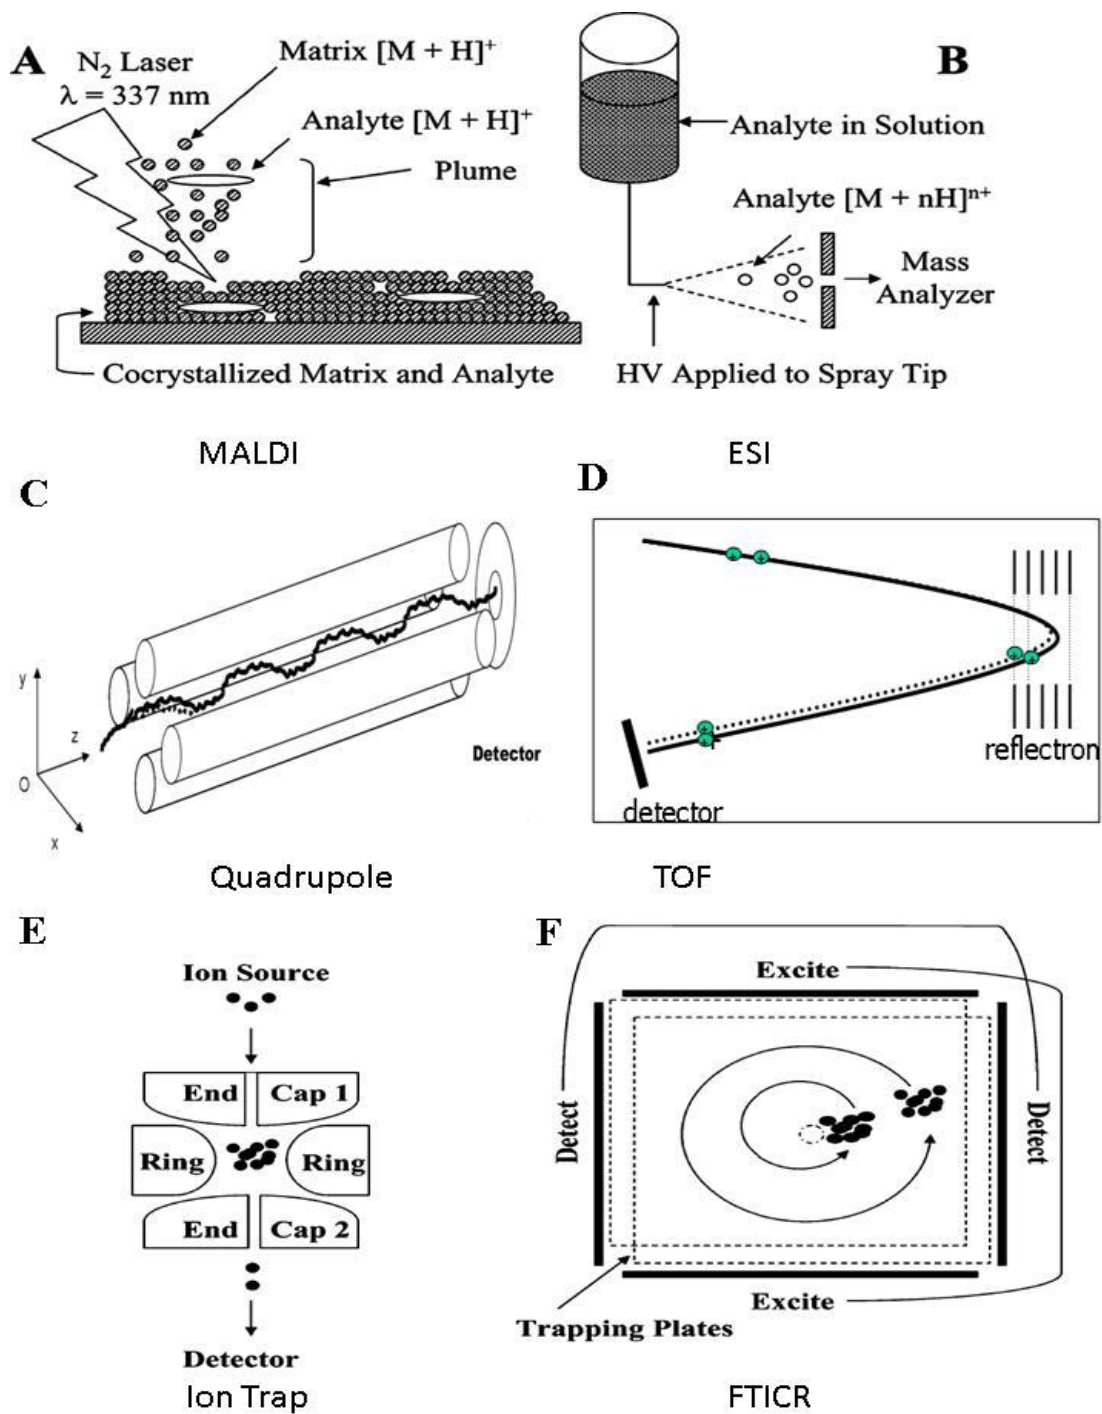 A
N₂ Laser
λ = 337 nm
Matrix [M + H]⁺
Analyte [M + H]⁺
Plume
Cocrystallized Matrix and Analyte
MALDI
B
Analyte in Solution
Analyte [M + nH]ⁿ⁺
Mass
Analyzer
HV Applied to Spray Tip
ESI
C
y
z
O
x
Detector
Quadrupole
D
+ +
+ +
+
+
reflectron
detector
TOF
E
Ion Source
End Cap 1
Ring Ring
End Cap 2
Detector
Ion Trap
F
Excite
Detect
Detect
Excite
Trapping Plates
FTICR